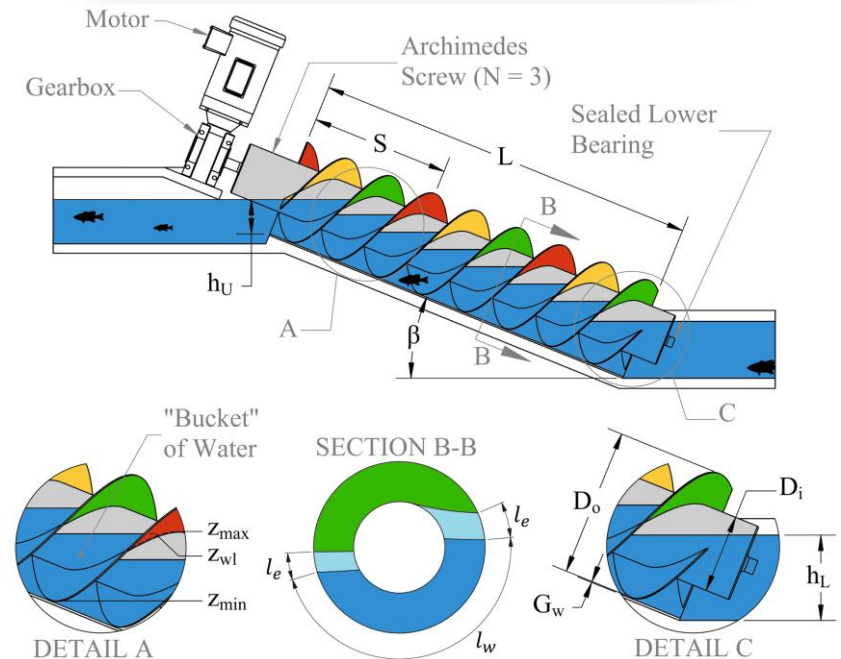 Motor
Gearbox
Archimedes
Screw (N = 3)
Sealed Lower
Bearing
S
L
B
B
h_U
A
β
C
"Bucket"
of Water
SECTION B-B
z_max
z_wl
z_min
l_e
l_e
l_w
D_o
D_i
G_w
h_L
DETAIL A
DETAIL C